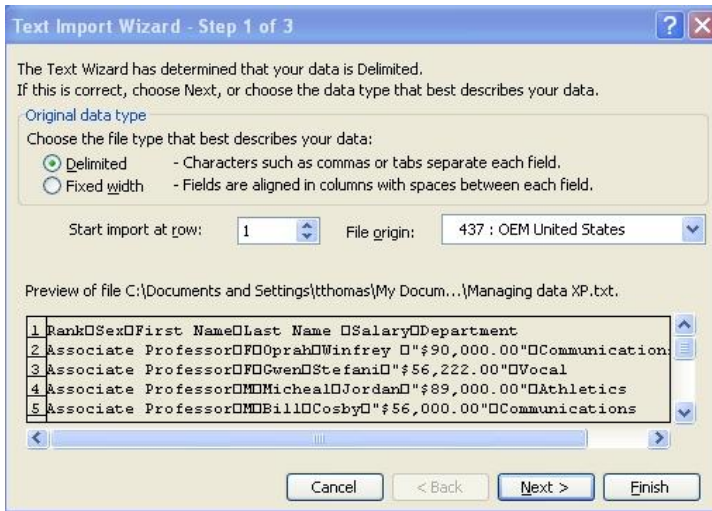 Text Import Wizard - Step 1 of 3
The Text Wizard has determined that your data is Delimited.
If this is correct, choose Next, or choose the data type that best describes your data.
Original data type
Choose the file type that best describes your data:
Delimited - Characters such as commas or tabs separate each field.
Fixed width - Fields are aligned in columns with spaces between each field.
Start import at row: 1 File origin: 437 : OEM United States
Preview of file C:\Documents and Settings\tthomas\My Docum...\Managing data XP.txt.
1 Rank□Sex□First Name□Last Name □Salary□Department
2 Associate Professor□F□Oprah□Winfrey □"$90,000.00"□Communication
3 Associate Professor□F□Gwen□Stefani□"$56,222.00"□Vocal
4 Associate Professor□M□Micheal□Jordan□"$89,000.00"□Athletics
5 Associate Professor□M□Bill□Cosby□"$56,000.00"□Communications
Cancel < Back Next > Finish